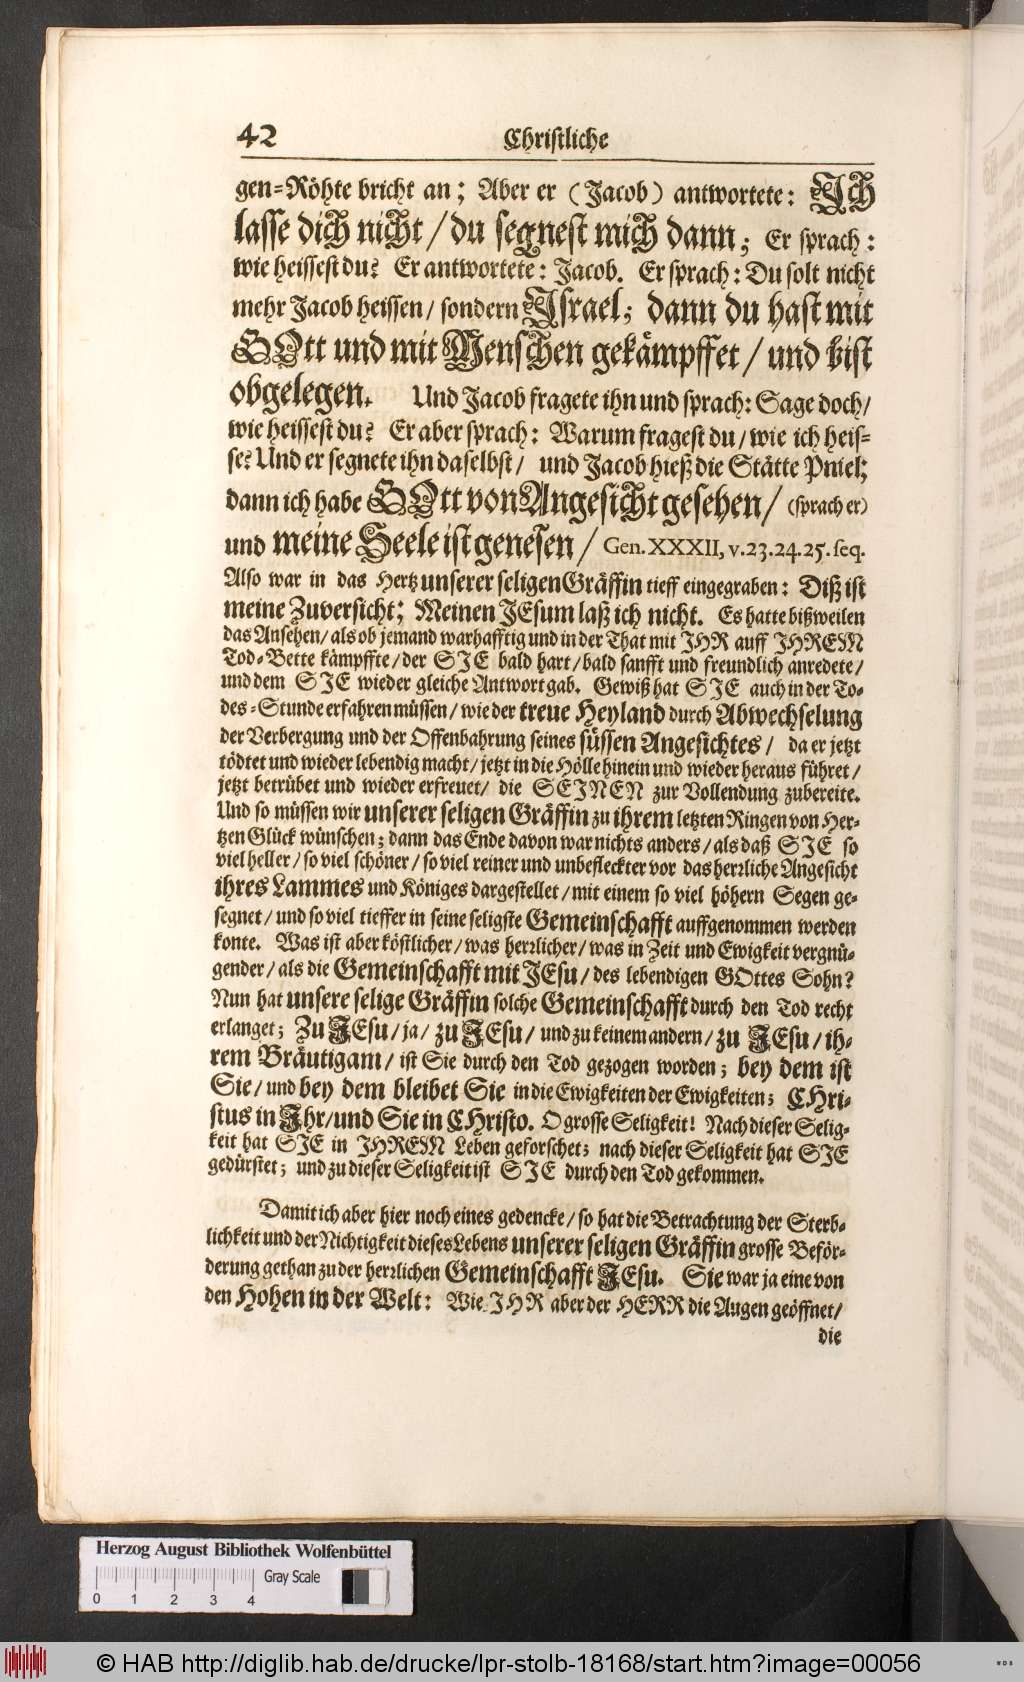 42 Christliche
gen-Röhte bricht an; Aber er (Jacob) antwortete: Ich
lasse dich nicht / du segnest mich dann; Er sprach:
wie heissest du? Er antwortete: Jacob. Er sprach: Du solt nicht
mehr Jacob heissen / sondern Israel; dann du hast mit
GOtt und mit Menschen gekämpffet / und bist
obgelegen. Und Jacob fragete ihn und sprach: Sage doch /
wie heissest du? Er aber sprach: Warum fragest du / wie ich heis-
se? Und er segnete ihn daselbst / und Jacob hieß die Stätte Pniel;
dann ich habe GOtt von Angesicht gesehen / (sprach er)
und meine Seele ist genesen / Gen. XXXII, v. 23. 24. 25. seq.
Also war in das Hertz unserer seligen Gräffin tieff eingegraben: Diß ist
meine Zuversicht; Meinen JEsum laß ich nicht. Es hatte bißweilen
das Ansehen / als ob jemand warhafftig und in der That mit IHR auff IHREM
Tod-Bette kämpffte / der SIE bald hart / bald sanfft und freundlich anredete /
und dem SIE wieder gleiche Antwort gab. Gewiß hat SIE auch in der To-
des-Stunde erfahren müssen / wie der treue Heyland durch Abwechselung
der Verbergung und der Offenbahrung seines süssen Angesichtes / da er jetzt
tödtet und wieder lebendig macht / jetzt in die Hölle hinein und wieder heraus führet /
jetzt betrübet und wieder erfreuet / die SEINEN zur Vollendung zubereite.
Und so müssen wir unserer seligen Gräffin zu ihrem letzten Ringen von Her-
tzen Glück wünschen; dann das Ende davon war nichts anders / als daß SIE so
viel heller / so viel schöner / so viel reiner und unbefleckter vor das herrliche Angesicht
ihres Lammes und Königes dargestellet / mit einem so viel höhern Segen ge-
segnet / und so viel tieffer in seine seligste Gemeinschafft auffgenommen werden
konte. Was ist aber köstlicher / was herrlicher / was in Zeit und Ewigkeit vergnü-
gender / als die Gemeinschafft mit JEsu / des lebendigen GOttes Sohn?
Nun hat unsere selige Gräffin solche Gemeinschafft durch den Tod recht
erlanget; Zu JEsu / ja / zu JEsu / und zu keinem andern / zu JEsu / ih-
rem Bräutigam / ist Sie durch den Tod gezogen worden; bey dem ist
Sie / und bey dem bleibet Sie in die Ewigkeiten der Ewigkeiten; CHri-
stus in Ihr / und Sie in CHristo. O grosse Seligkeit! Nach dieser Selig-
keit hat SIE in IHREM Leben geforschet; nach dieser Seligkeit hat SIE
gedürstet; und zu dieser Seligkeit ist SIE durch den Tod gekommen.
Damit ich aber hier noch eines gedencke / so hat die Betrachtung der Sterb-
lichkeit und der Nichtigkeit dieses Lebens unserer seligen Gräffin grosse Beför-
derung gethan zu der herrlichen Gemeinschafft JEsu. Sie war ja eine von
den Hohen in der Welt: Wie IHR aber der HERR die Augen geöffnet /
die
Herzog August Bibliothek Wolfenbüttel
Gray Scale
0 1 2 3 4
© HAB http://diglib.hab.de/drucke/lpr-stolb-18168/start.htm?image=00056